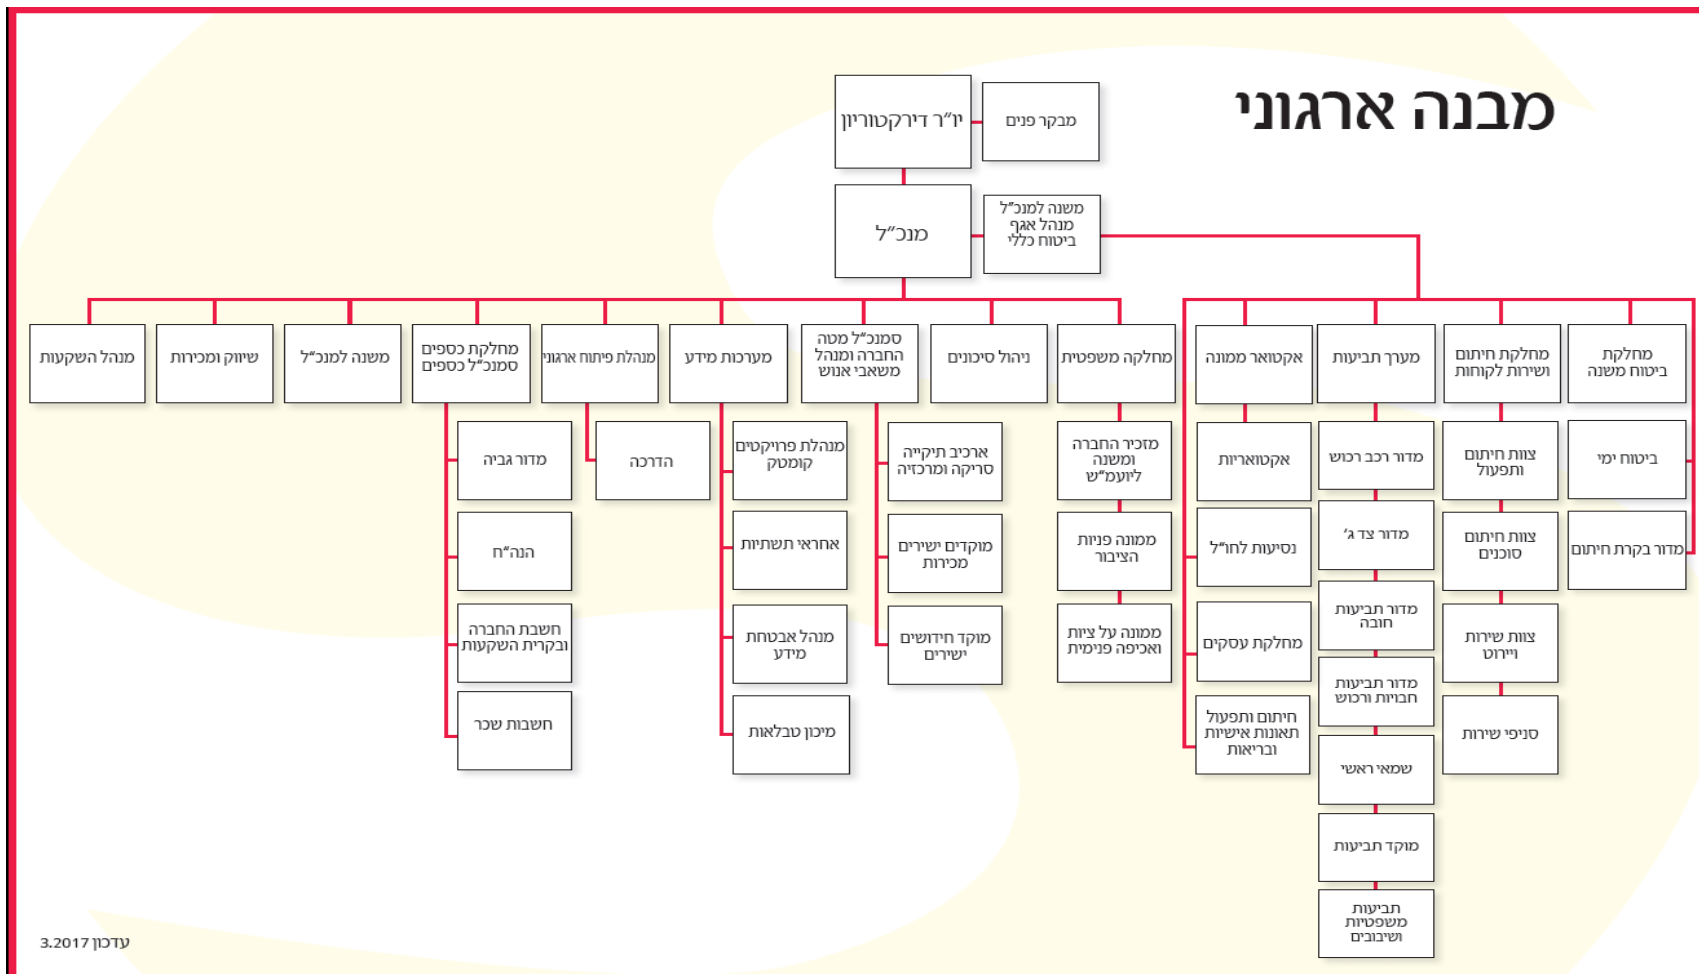 מבנה ארגוני
יו״ר דירקטוריון
מבקר פנים
מנכ״ל
משנה למנכ״ל
מנהל אגף
ביטוח כללי
מחלקת
ביטוח משנה
מחלקת חיתום
ושירות לקוחות
מערך תביעות
אקטואר ממונה
מחלקה משפטית
ניהול סיכונים
סמנכ״ל מטה
החברה ומנהל
משאבי אנוש
מערכות מידע
מנהלת פיתוח ארגוני
מחלקת כספים
סמנכ״ל כספים
משנה למנכ״ל
שיווק ומכירות
מנהל השקעות
ביטוח ימי
מדור בקרת חיתום
צוות חיתום
ותפעול
צוות חיתום
סוכנים
צוות שירות
ויירוט
סניפי שירות
מדור רכב רכוש
מדור צד ג׳
מדור תביעות
חובה
מדור תביעות
חבויות ורכוש
שמאי ראשי
מוקד תביעות
תביעות
משפטיות
ושיבובים
אקטואריות
נסיעות לחו״ל
מחלקת עסקים
חיתום ותפעול
תאונות אישיות
ובריאות
מזכיר החברה
ומשנה
ליועמ״ש
ממונה פניות
הציבור
ממונה על ציות
ואכיפה פנימית
ארכיב תיקייה
סריקה ומרכזיה
מוקדים ישירים
מכירות
מוקד חידושים
ישירים
מנהלת פרויקטים
קומטק
אחראי תשתיות
מנהל אבטחת
מידע
מיכון טבלאות
הדרכה
מדור גביה
הנה״ח
חשבת החברה
ובקרית השקעות
חשבות שכר
עדכון 3.2017